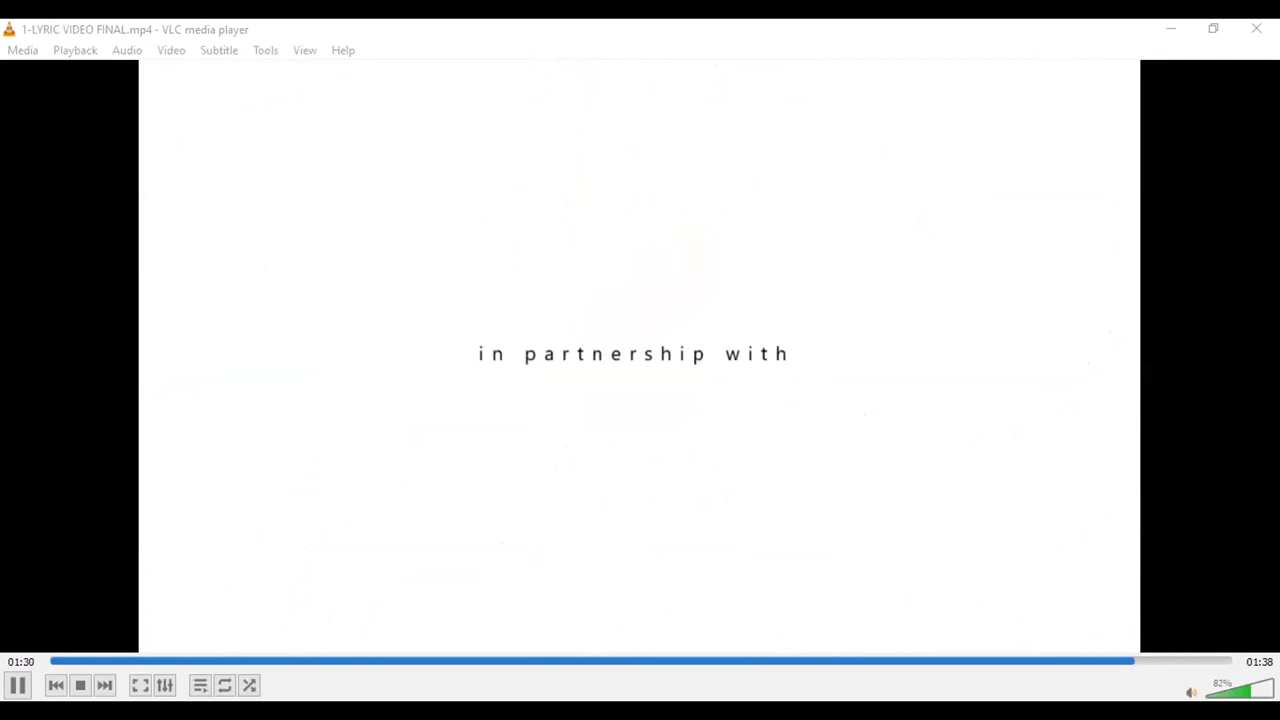 1-LYRIC VIDEO FINAL.mp4 - VLC media player
Media Playback Audio Video Subtitle Tools View Help
in partnership with
01:30 01:38
82%